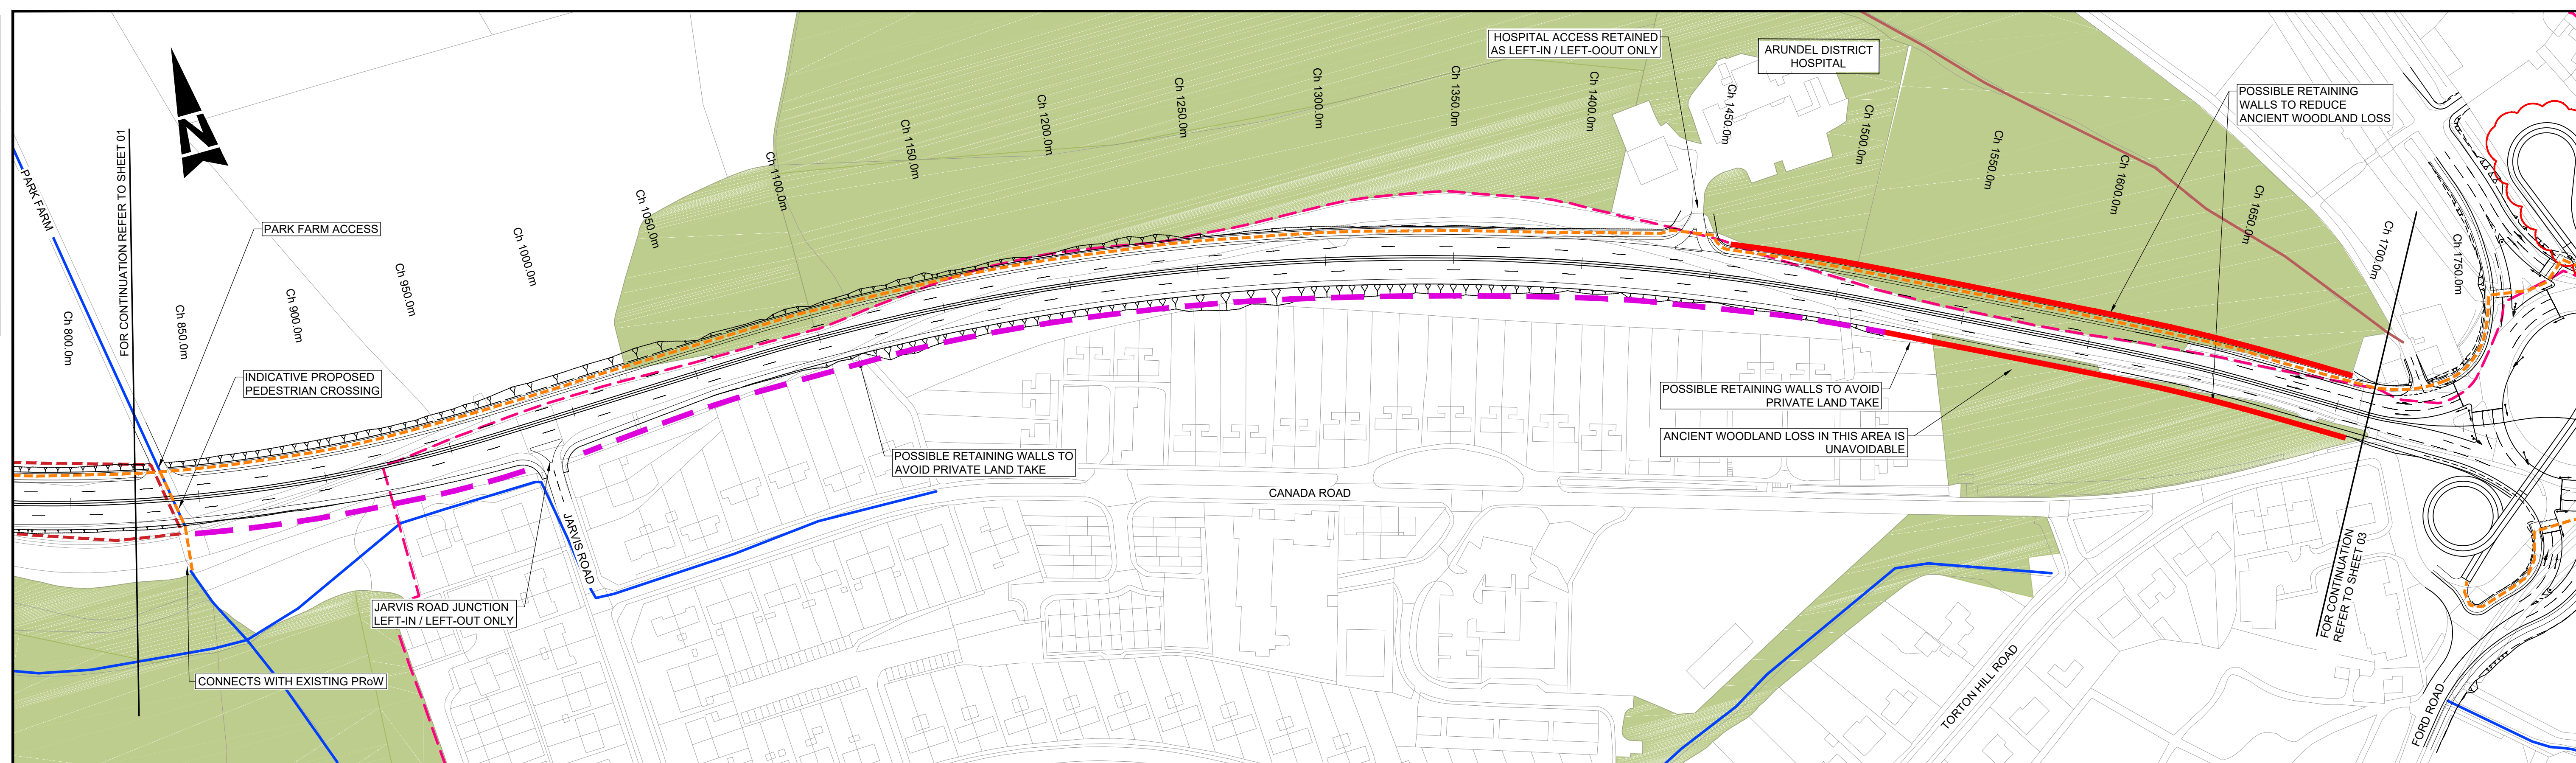 HOSPITAL ACCESS RETAINED
AS LEFT-IN / LEFT-OOUT ONLY
ARUNDEL DISTRICT
HOSPITAL
POSSIBLE RETAINING
WALLS TO REDUCE
ANCIENT WOODLAND LOSS
N
PARK FARM
FOR CONTINUATION REFER TO SHEET 01
PARK FARM ACCESS
Ch 800.0m
Ch 850.0m
Ch 900.0m
Ch 950.0m
Ch 1000.0m
Ch 1050.0m
Ch 1100.0m
Ch 1150.0m
Ch 1200.0m
Ch 1250.0m
Ch 1300.0m
Ch 1350.0m
Ch 1400.0m
Ch 1450.0m
Ch 1500.0m
Ch 1550.0m
Ch 1600.0m
Ch 1650.0m
Ch 1700.0m
Ch 1750.0m
INDICATIVE PROPOSED
PEDESTRIAN CROSSING
POSSIBLE RETAINING WALLS TO AVOID
PRIVATE LAND TAKE
ANCIENT WOODLAND LOSS IN THIS AREA IS
UNAVOIDABLE
POSSIBLE RETAINING WALLS TO
AVOID PRIVATE LAND TAKE
CANADA ROAD
JARVIS ROAD
JARVIS ROAD JUNCTION
LEFT-IN / LEFT-OUT ONLY
CONNECTS WITH EXISTING PRoW
FOR CONTINUATION
REFER TO SHEET 03
TORTON HILL ROAD
FORD ROAD